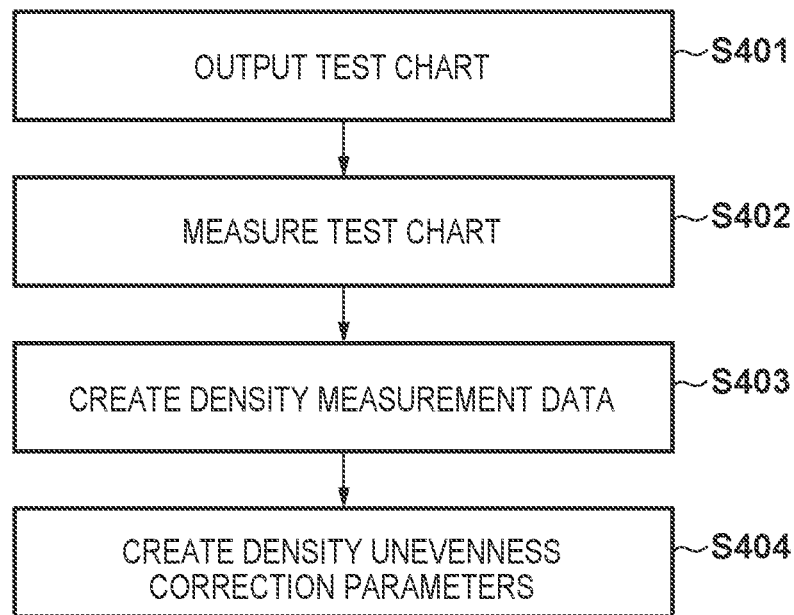 OUTPUT TEST CHART
S401
MEASURE TEST CHART
S402
CREATE DENSITY MEASUREMENT DATA
S403
CREATE DENSITY UNEVENNESS
CORRECTION PARAMETERS
S404